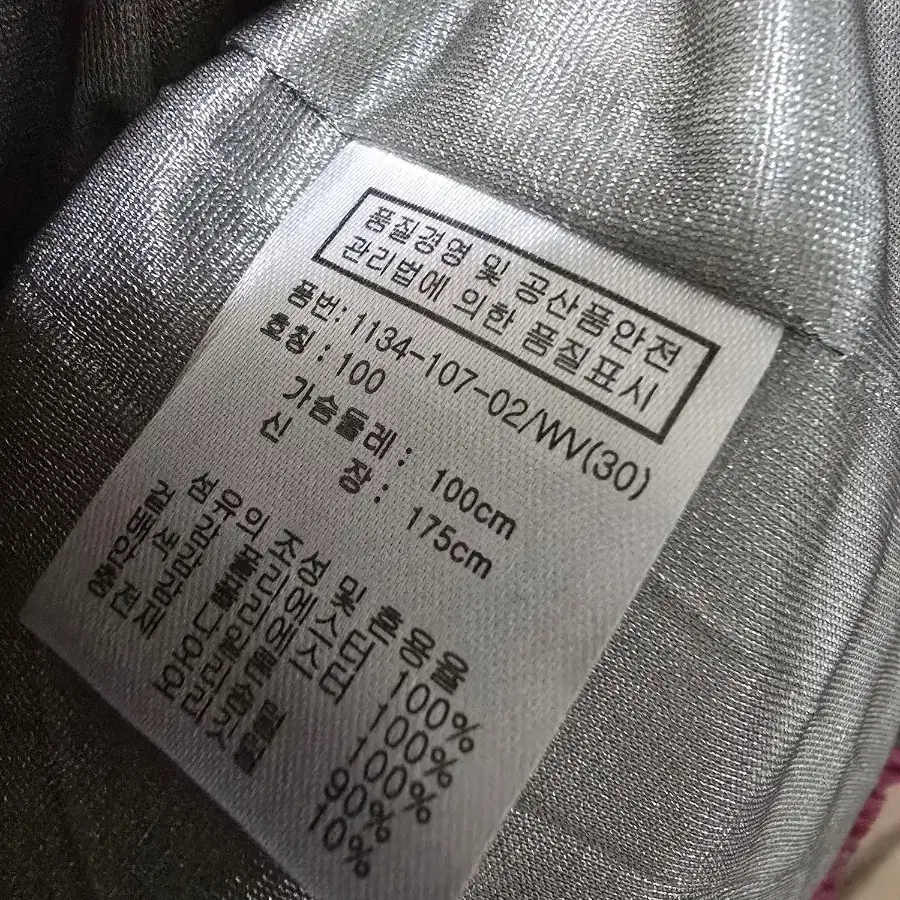 품질경영 및 공산품안전
관리법에 의한 품질표시
품번: 1134-107-02/WV(30)
호칭: 100
가슴둘레: 100cm
신 장: 175cm
섬유의 조성 및 혼용율
겉감 폴리에스터 100%
배색감 폴리에스터 100%
안감 나일론 100%
충전재 오리솜털 90%
오리깃털 10%